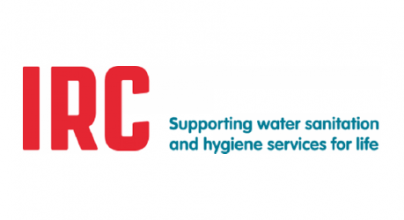 IRC
Supporting water sanitation
and hygiene services for life